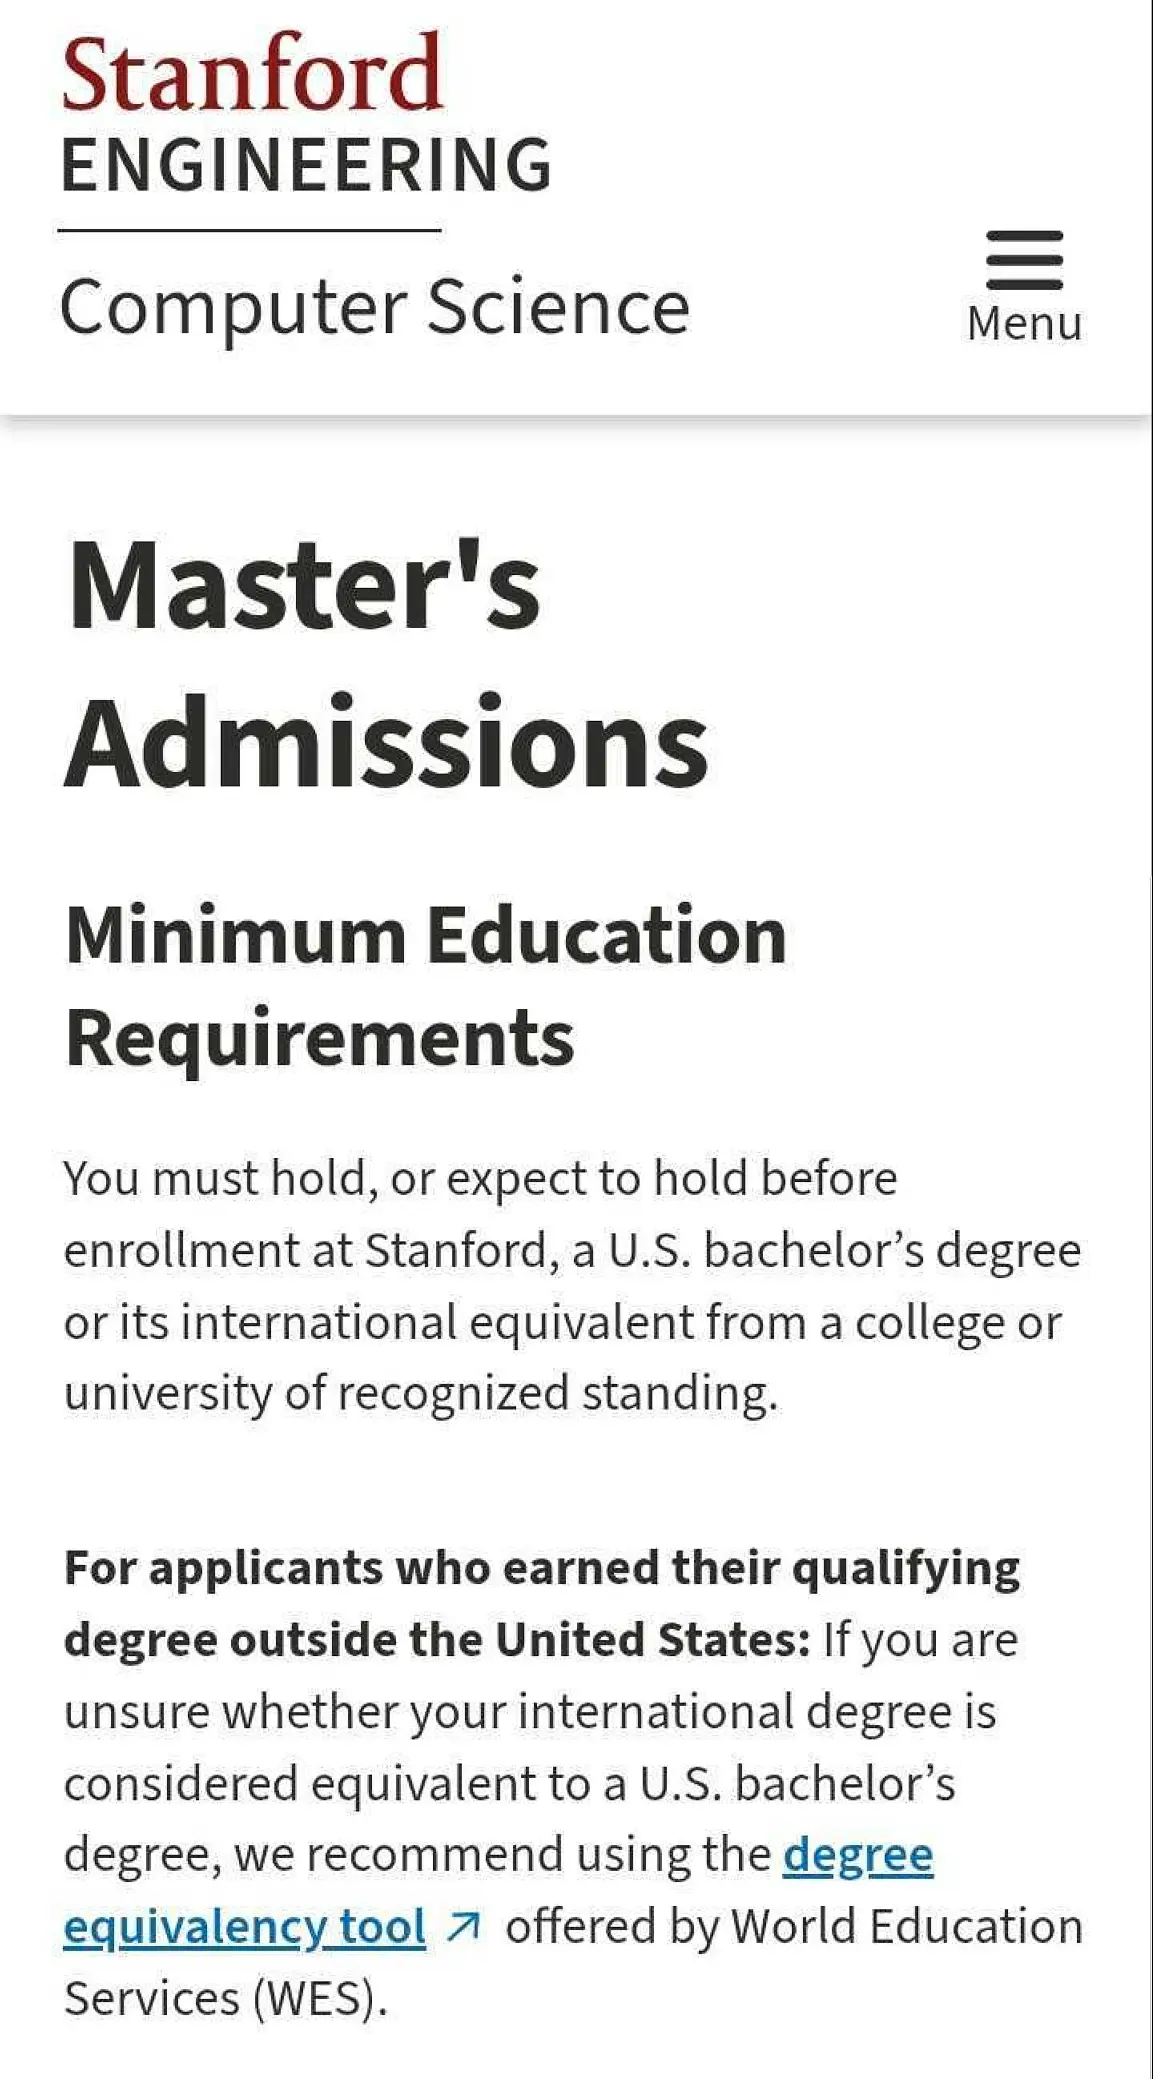 Stanford
ENGINEERING
Computer Science
Menu
Master's
Admissions
Minimum Education
Requirements
You must hold, or expect to hold before
enrollment at Stanford, a U.S. bachelor’s degree
or its international equivalent from a college or
university of recognized standing.
For applicants who earned their qualifying
degree outside the United States: If you are
unsure whether your international degree is
considered equivalent to a U.S. bachelor’s
degree, we recommend using the degree
equivalency tool ↗ offered by World Education
Services (WES).